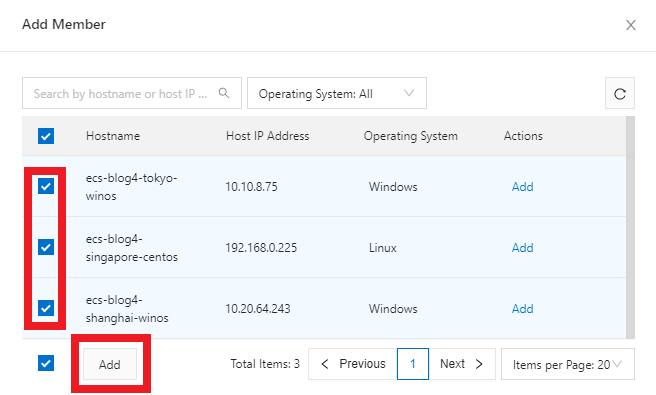 Add Member
Search by hostname or host IP ...
Operating System: All
Hostname Host IP Address Operating System Actions
ecs-blog4-tokyo-
winos
10.10.8.75 Windows Add
ecs-blog4-
singapore-centos
192.168.0.225 Linux Add
ecs-blog4-
shanghai-winos
10.20.64.243 Windows Add
Add Total Items: 3 Previous 1 Next Items per Page: 20